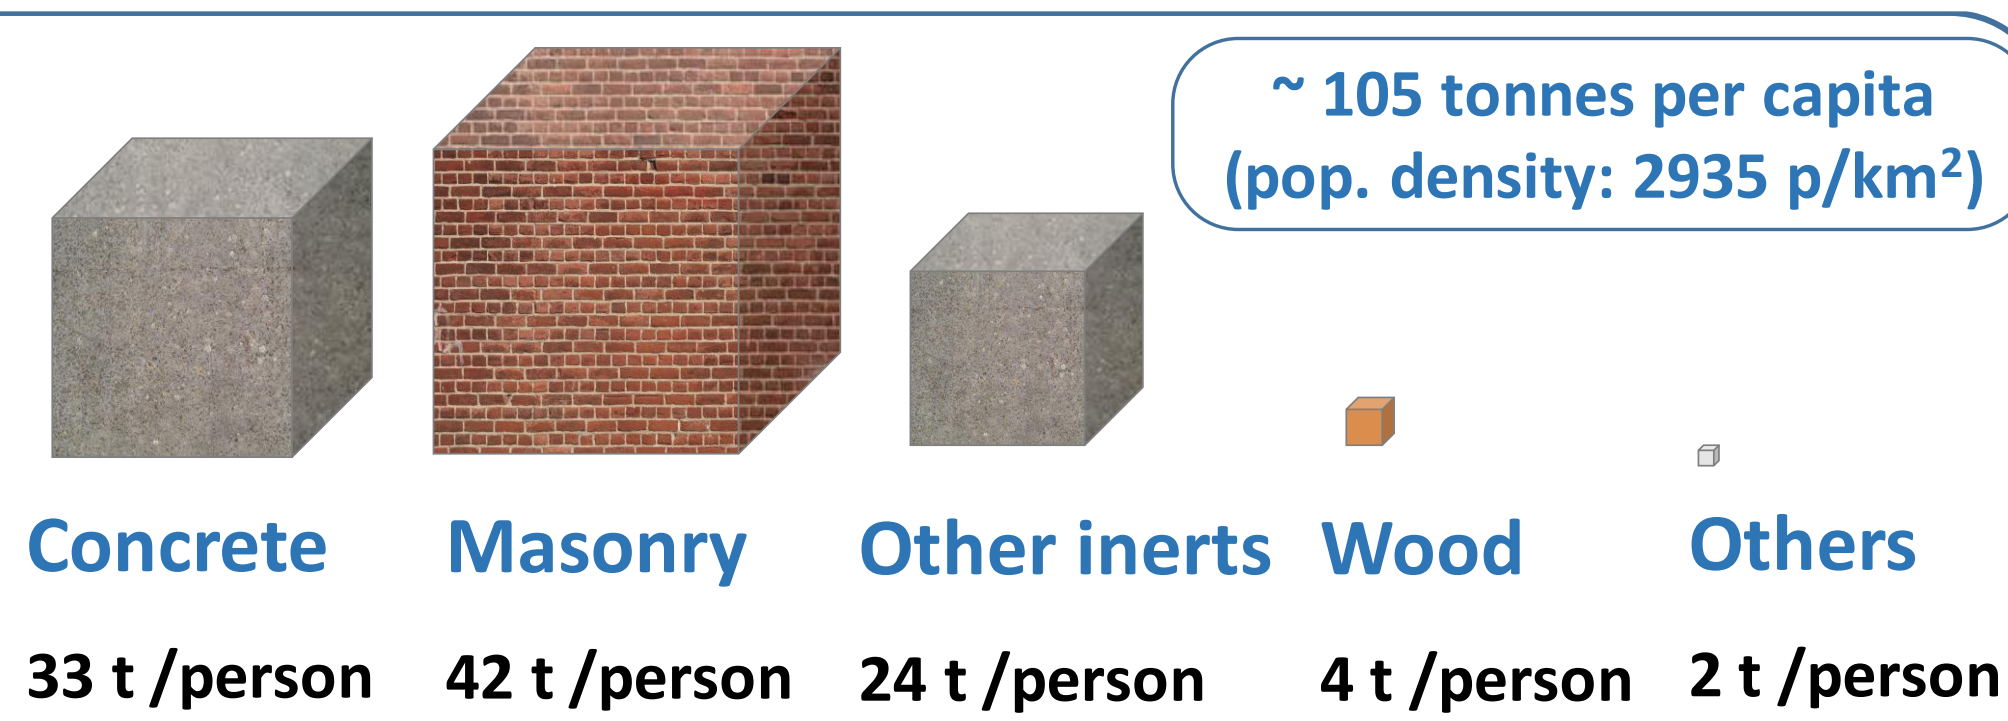 ~ 105 tonnes per capita
(pop. density: 2935 p/km²)
Concrete
Masonry
Other inerts
Wood
Others
33 t /person
42 t /person
24 t /person
4 t /person
2 t /person